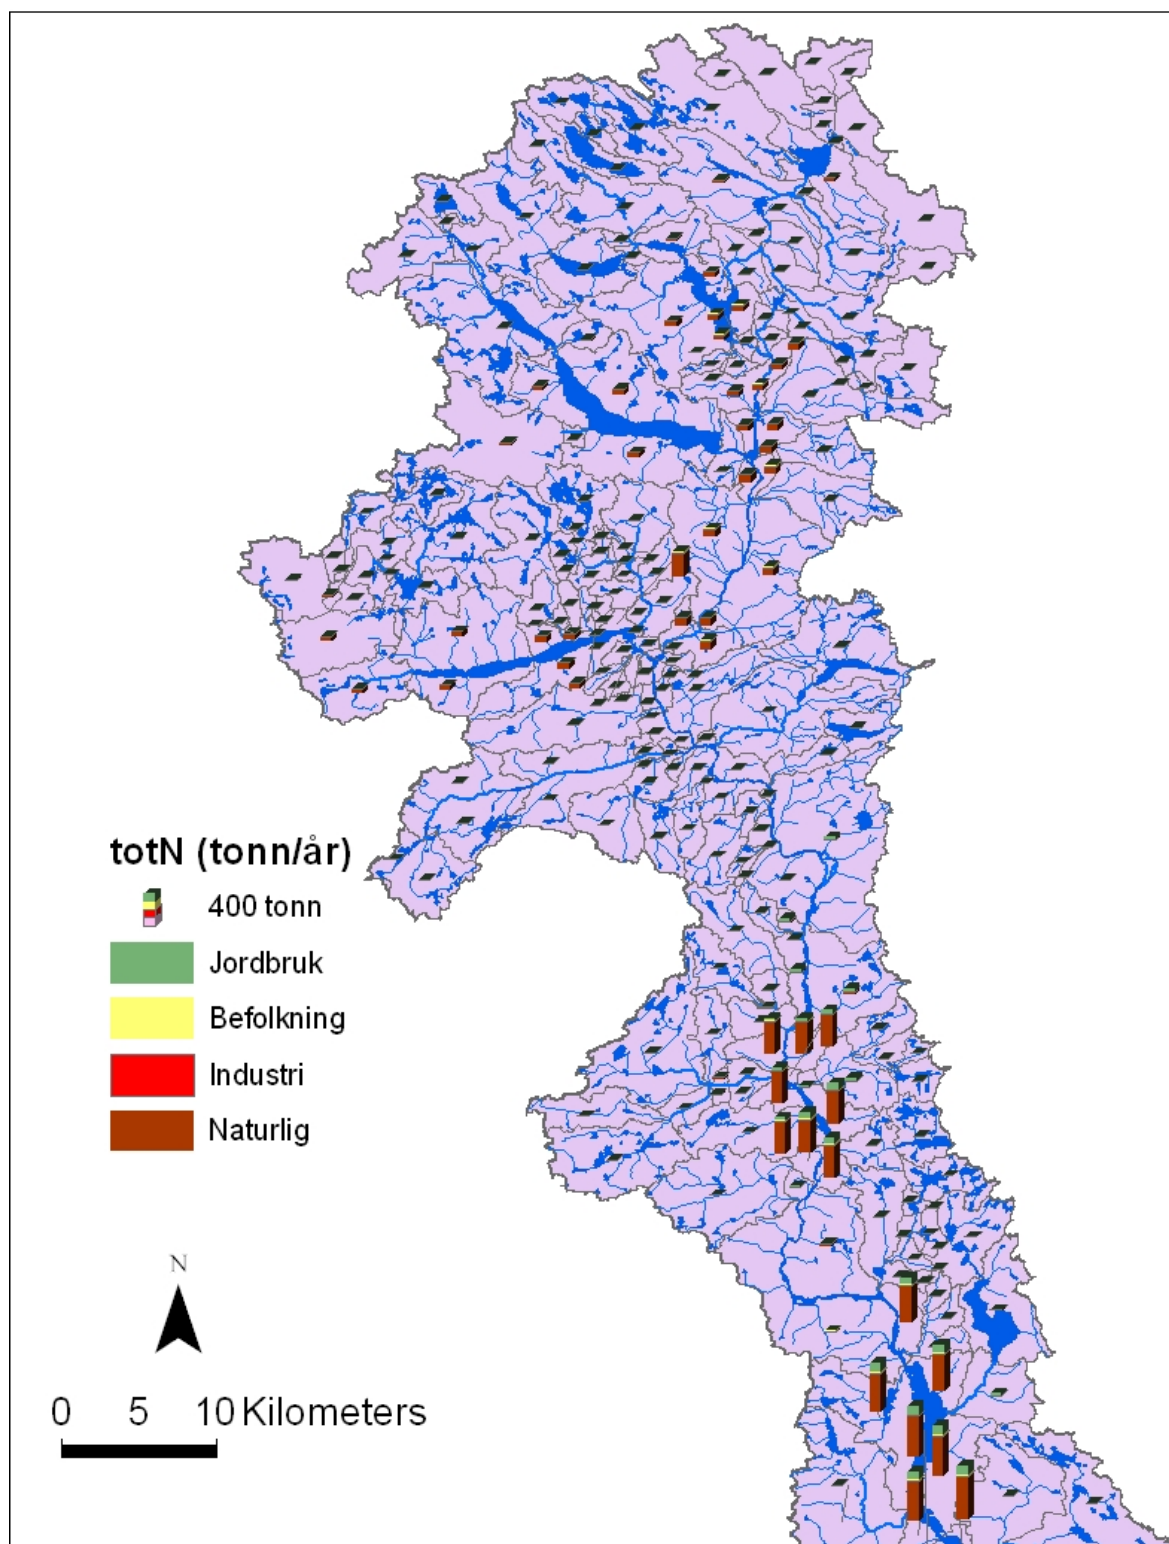 totN (tonn/år)
400 tonn
Jordbruk
Befolkning
Industri
Naturlig
N
0 5 10 Kilometers